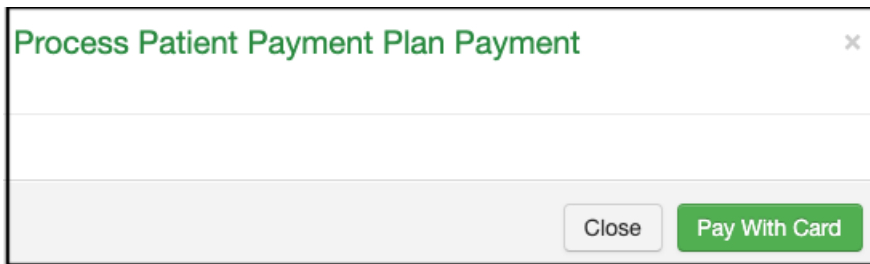 Process Patient Payment Plan Payment ×
Close Pay With Card